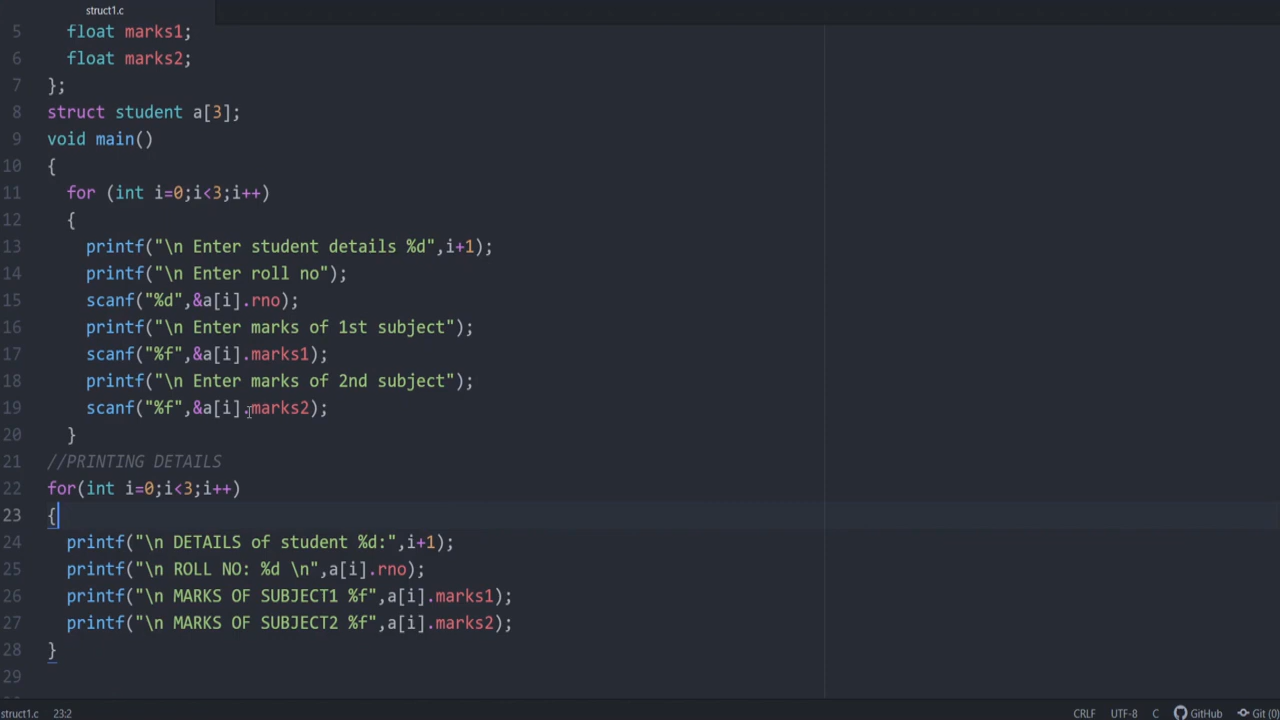 struct1.c
5 float marks1;
6 float marks2;
7 };
8 struct student a[3];
9 void main()
10 {
11 for (int i=0;i<3;i++)
12 {
13 printf("\n Enter student details %d",i+1);
14 printf("\n Enter roll no");
15 scanf("%d",&a[i].rno);
16 printf("\n Enter marks of 1st subject");
17 scanf("%f",&a[i].marks1);
18 printf("\n Enter marks of 2nd subject");
19 scanf("%f",&a[i].marks2);
20 }
21 //PRINTING DETAILS
22 for(int i=0;i<3;i++)
23 {
24 printf("\n DETAILS of student %d:",i+1);
25 printf("\n ROLL NO: %d \n",a[i].rno);
26 printf("\n MARKS OF SUBJECT1 %f",a[i].marks1);
27 printf("\n MARKS OF SUBJECT2 %f",a[i].marks2);
28 }
29
struct1.c 23:2 CRLF UTF-8 C GitHub Git (0)